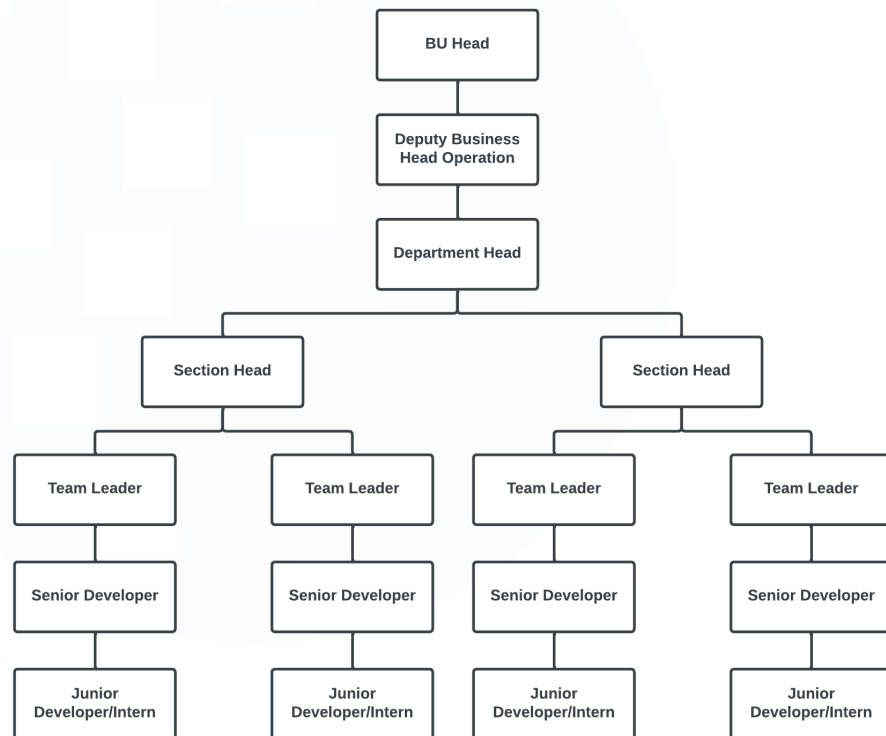 BU Head
Deputy Business
Head Operation
Department Head
Section Head
Section Head
Team Leader
Team Leader
Team Leader
Team Leader
Senior Developer
Senior Developer
Senior Developer
Senior Developer
Junior
Developer/Intern
Junior
Developer/Intern
Junior
Developer/Intern
Junior
Developer/Intern